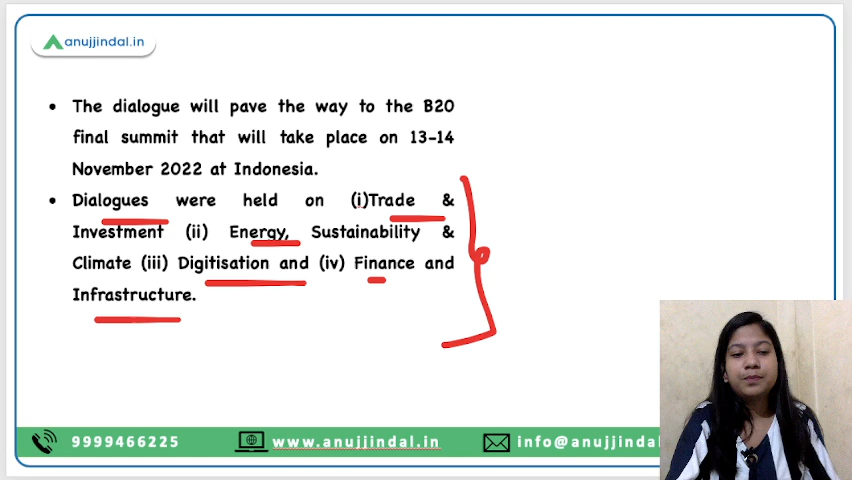 anujjindal.in
• The dialogue will pave the way to the B20
final summit that will take place on 13-14
November 2022 at Indonesia.
• Dialogues were held on (i)Trade &
Investment (ii) Energy, Sustainability &
Climate (iii) Digitisation and (iv) Finance and
Infrastructure.
9999466225 www.anujjindal.in info@anujjindal